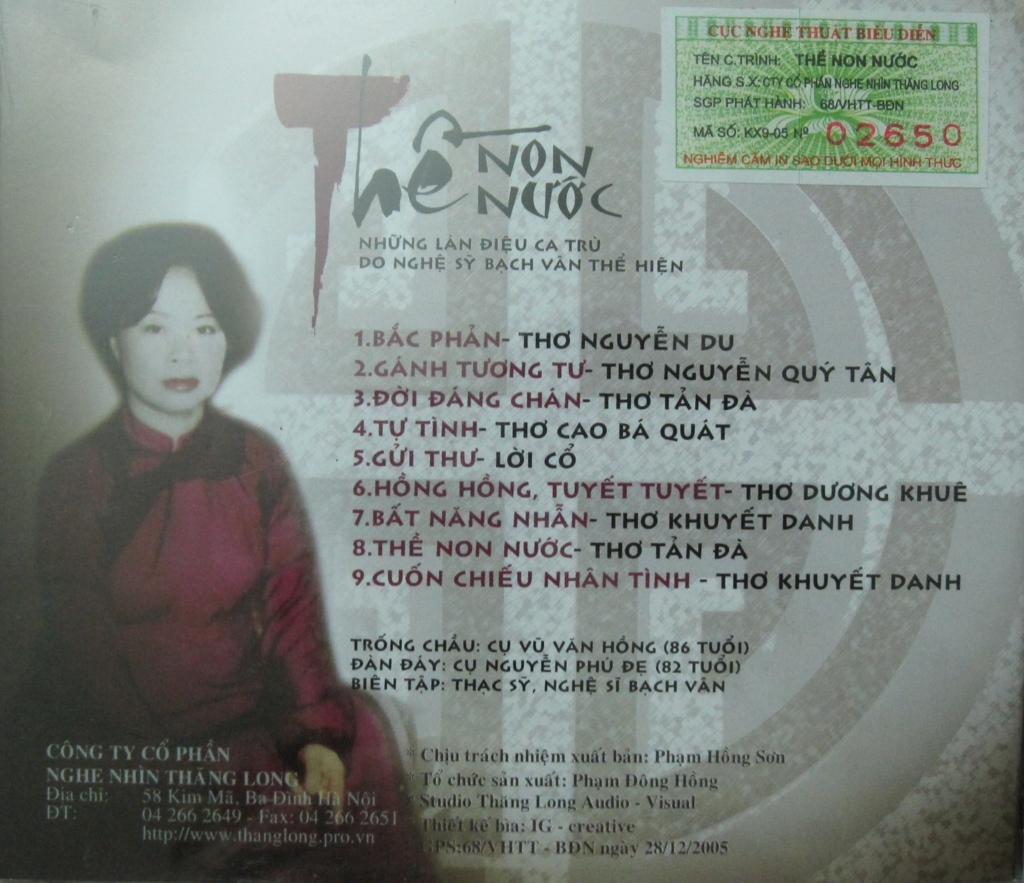 CỤC NGHỆ THUẬT BIỂU DIỄN
TÊN C.TRÌNH: THỀ NON NƯỚC
HÃNG S.X: CTY CỔ PHẦN NGHE NHÌN THĂNG LONG
SGP PHÁT HÀNH: 68/VHTT-BĐN
MÃ SỐ: KX9-05 Nº 02650
NGHIÊM CẤM IN SAO DƯỚI MỌI HÌNH THỨC
Thề NON NƯỚC
NHỮNG LÀN ĐIỆU CA TRÙ
DO NGHỆ SỸ BẠCH VÂN THỂ HIỆN
1.BẮC PHẢN- THƠ NGUYỄN DU
2.GÁNH TƯƠNG TƯ- THƠ NGUYỄN QUÝ TÂN
3.ĐỜI ĐÁNG CHÁN- THƠ TẢN ĐÀ
4.TỰ TÌNH- THƠ CAO BÁ QUÁT
5.GỬI THƯ- LỜI CỔ
6.HỒNG HỒNG, TUYẾT TUYẾT- THƠ DƯƠNG KHUÊ
7.BẤT NĂNG NHẪN- THƠ KHUYẾT DANH
8.THỀ NON NƯỚC- THƠ TẢN ĐÀ
9.CUỐN CHIẾU NHÂN TÌNH - THƠ KHUYẾT DANH
TRỐNG CHẦU: CỤ VŨ VĂN HỒNG (86 TUỔI)
ĐÀN ĐÁY: CỤ NGUYỄN PHÚ ĐẸ (82 TUỔI)
BIÊN TẬP: THẠC SỸ, NGHỆ SĨ BẠCH VÂN
CÔNG TY CỔ PHẦN
NGHE NHÌN THĂNG LONG
Địa chỉ: 58 Kim Mã, Ba Đình Hà Nội
ĐT: 04 266 2649 - Fax: 04 266 2651
http://www.thanglong.pro.vn
* Chịu trách nhiệm xuất bản: Phạm Hồng Sơn
* Tổ chức sản xuất: Phạm Đông Hồng
* Studio Thăng Long Audio - Visual
* Thiết kế bìa: IG - creative
* GPS:68/VHTT - BĐN ngày 28/12/2005